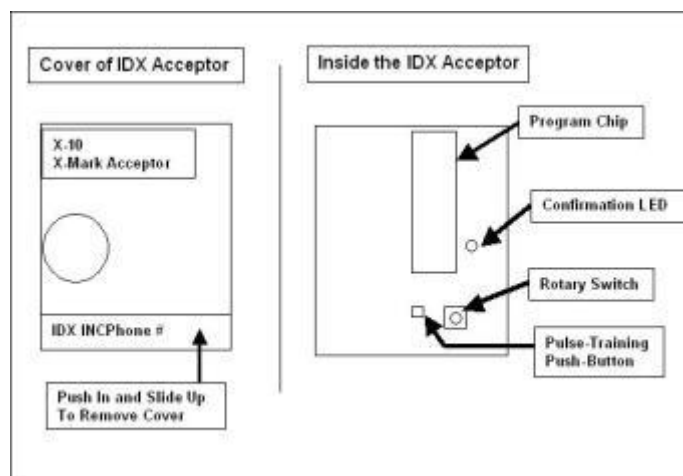 Cover of IDX Acceptor
X-10
X-Mark Acceptor
IDX INCPhone #
Push In and Slide Up
To Remove Cover
Inside the IDX Acceptor
Program Chip
Confirmation LED
Rotary Switch
Pulse-Training
Push-Button